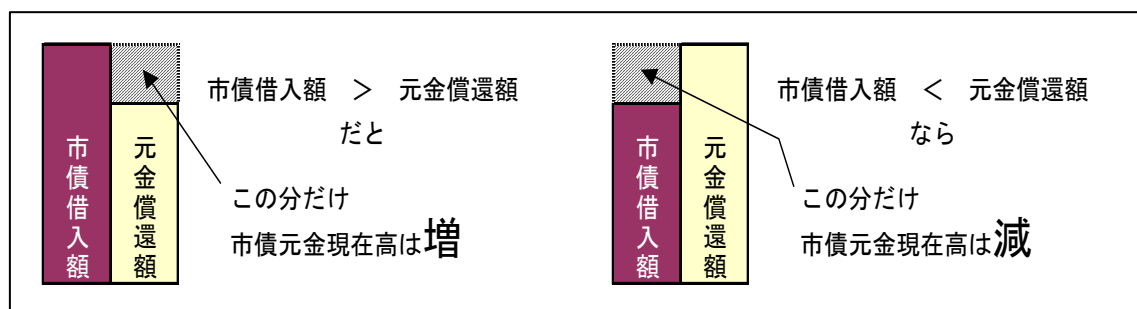 市債借入額
元金償還額
市債借入額 ＞ 元金償還額
だと
この分だけ
市債元金現在高は増
市債借入額
元金償還額
市債借入額 ＜ 元金償還額
なら
この分だけ
市債元金現在高は減